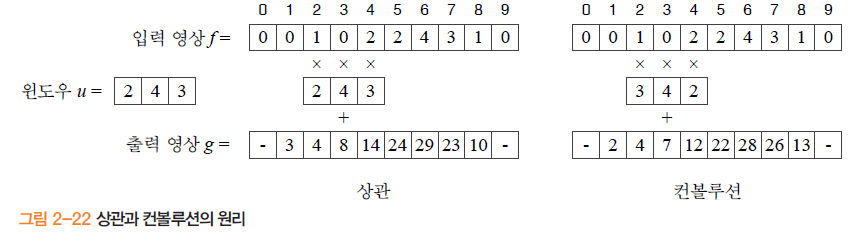 0 1 2 3 4 5 6 7 8 9 0 1 2 3 4 5 6 7 8 9
입력 영상 f = 0 0 1 0 2 2 4 3 1 0 0 0 1 0 2 2 4 3 1 0
× × × × × ×
윈도우 u = 2 4 3 2 4 3 3 4 2
+ +
출력 영상 g = - 3 4 8 14 24 29 23 10 - - 2 4 7 12 22 28 26 13 -
상관 컨볼루션
그림 2-22 상관과 컨볼루션의 원리